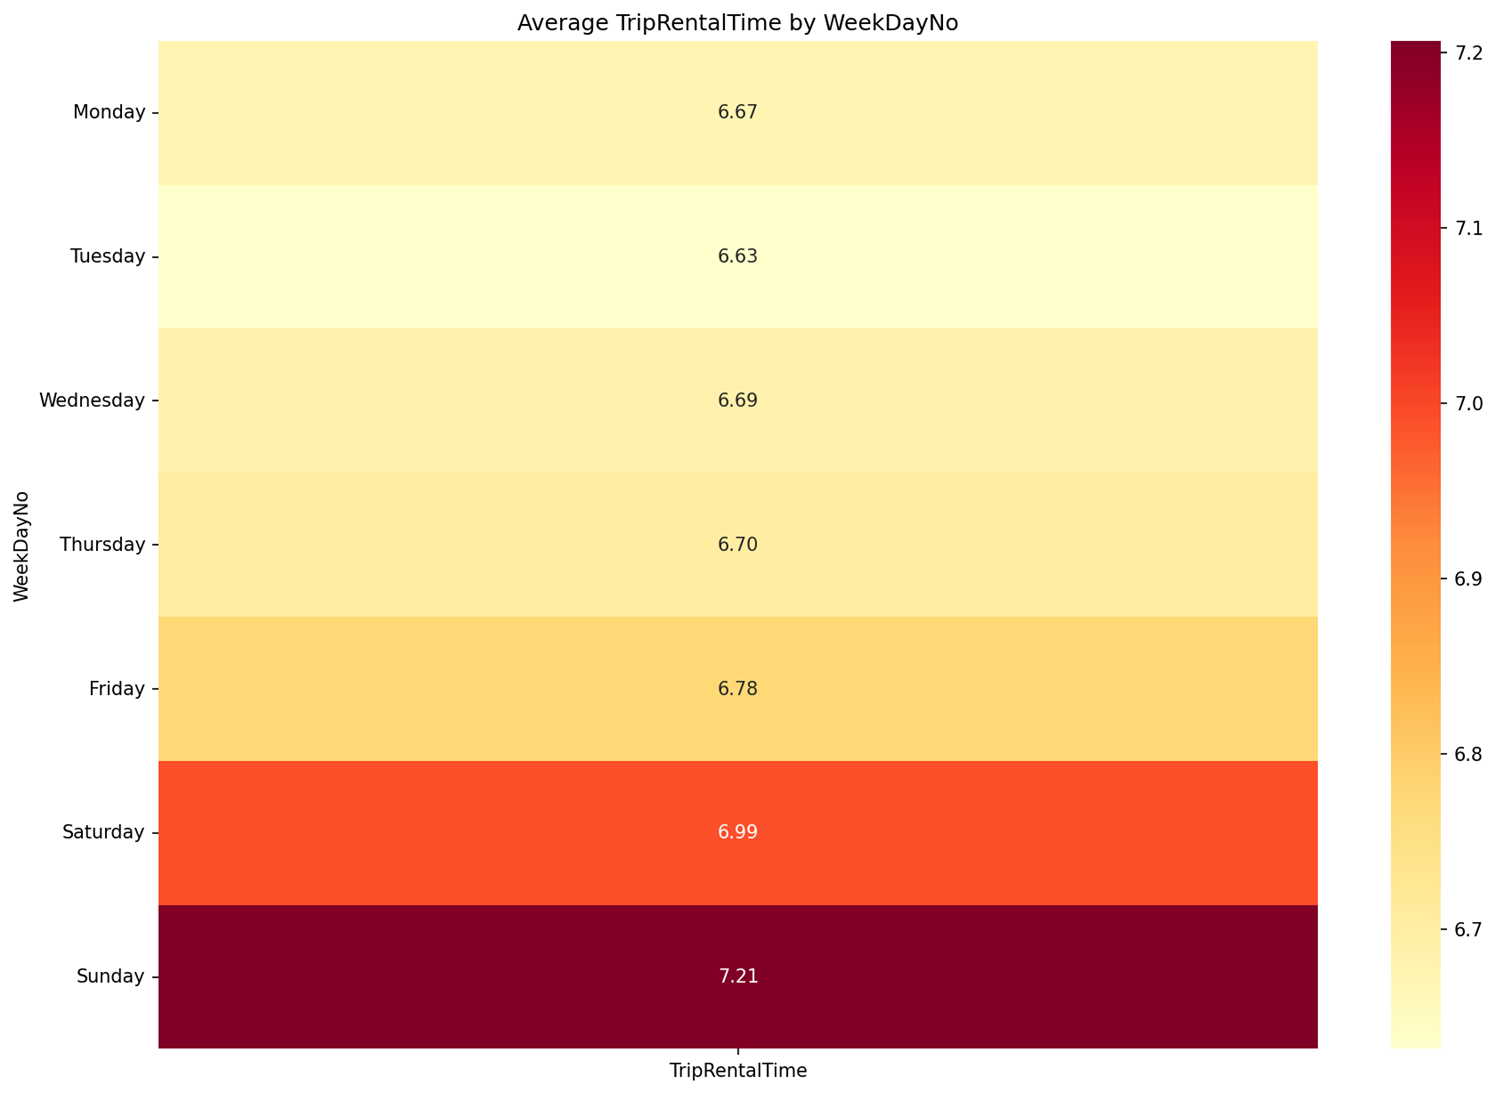 Average TripRentalTime by WeekDayNo
WeekDayNo
Monday
6.67
Tuesday
6.63
Wednesday
6.69
Thursday
6.70
Friday
6.78
Saturday
6.99
Sunday
7.21
TripRentalTime
7.2
7.1
7.0
6.9
6.8
6.7